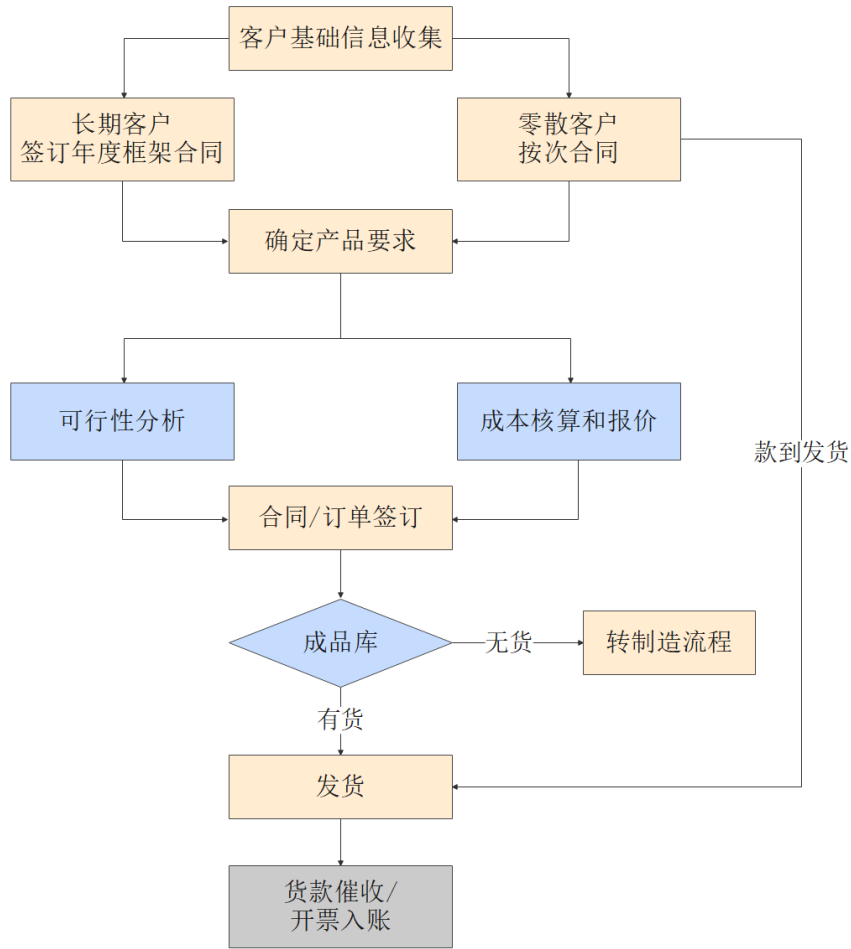 客户基础信息收集
长期客户
签订年度框架合同
零散客户
按次合同
确定产品要求
可行性分析
成本核算和报价
款到发货
合同/订单签订
成品库
无货
转制造流程
有货
发货
货款催收/
开票入账